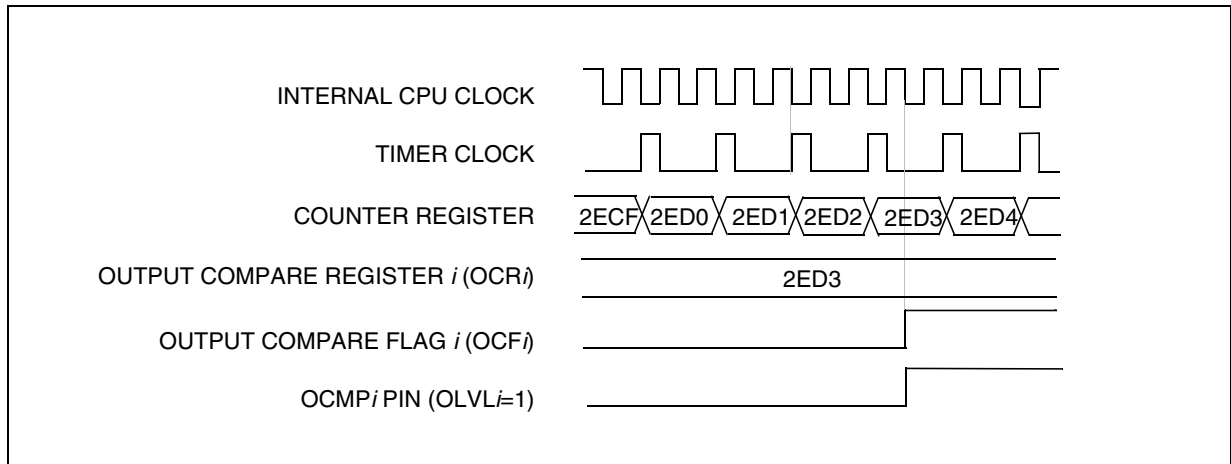 INTERNAL CPU CLOCK
TIMER CLOCK
COUNTER REGISTER 2ECF 2ED0 2ED1 2ED2 2ED3 2ED4
OUTPUT COMPARE REGISTER i (OCRi) 2ED3
OUTPUT COMPARE FLAG i (OCFi)
OCMPi PIN (OLVLi=1)